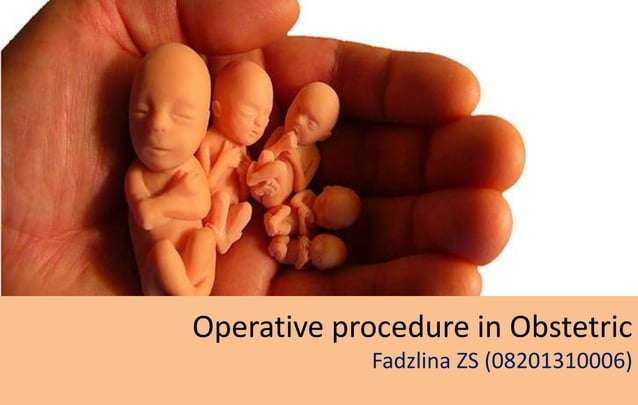 Operative procedure in Obstetric
Fadzlina ZS (08201310006)